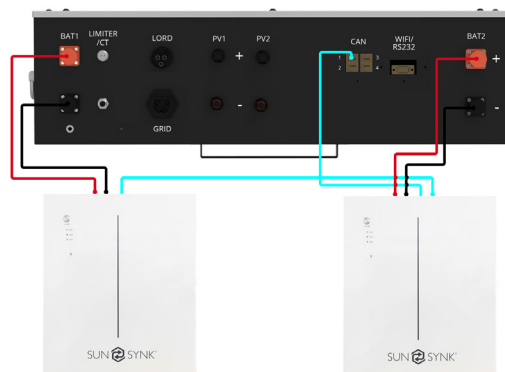 BAT1
LIMITER
/CT
LORD
PV1
PV2
CAN
WIFI/
RS232
BAT2
+
+
1
3
2
4
-
-
GRID
SUN SYNK
SUN SYNK